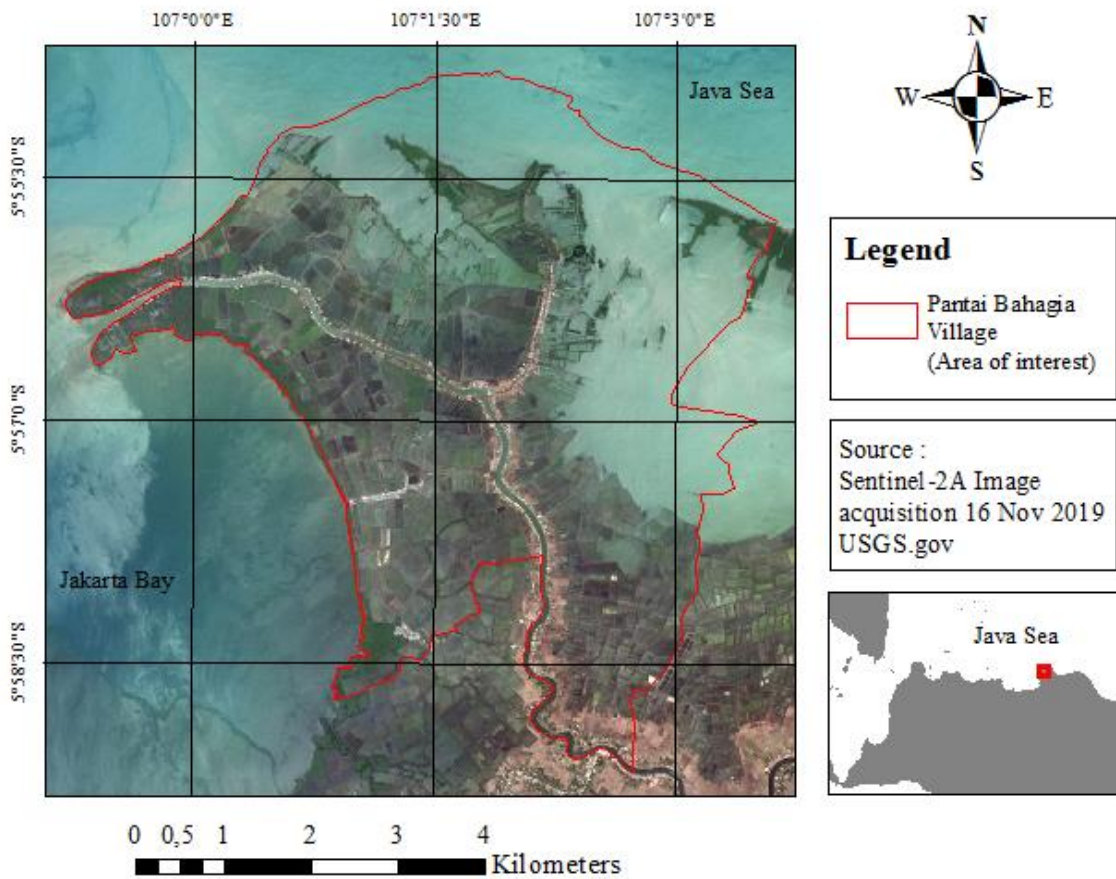 107°0'0"E 107°1'30"E 107°3'0"E
5°55'30"S
5°57'0"S
5°58'30"S
Java Sea
Jakarta Bay
0 0,5 1 2 3 4
Kilometers
N
W E
S
Legend
Pantai Bahagia
Village
(Area of interest)
Source :
Sentinel-2A Image
acquisition 16 Nov 2019
USGS.gov
Java Sea